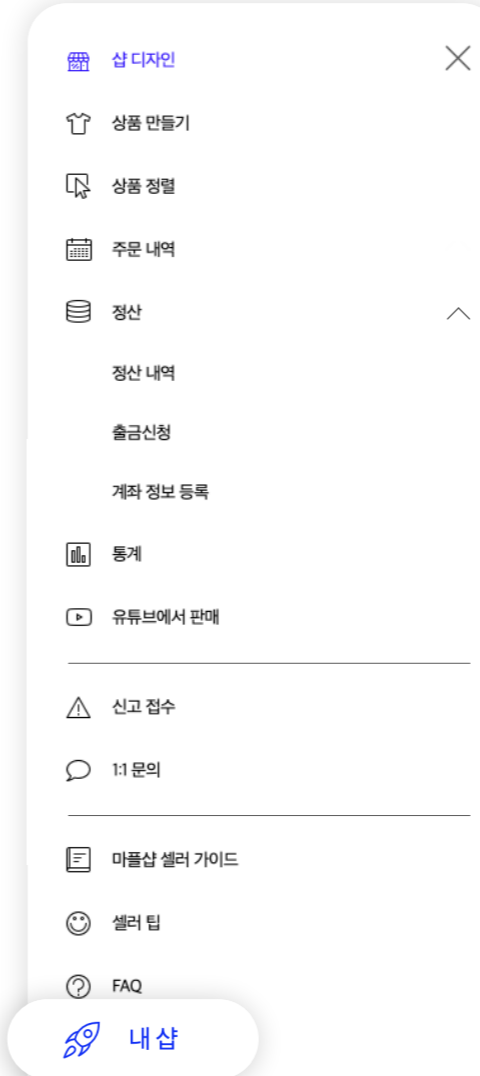 샵 디자인
상품 만들기
상품 정렬
주문 내역
정산
정산 내역
출금신청
계좌 정보 등록
통계
유튜브에서 판매
신고 접수
1:1 문의
마플샵 셀러 가이드
셀러 팁
FAQ
내 샵